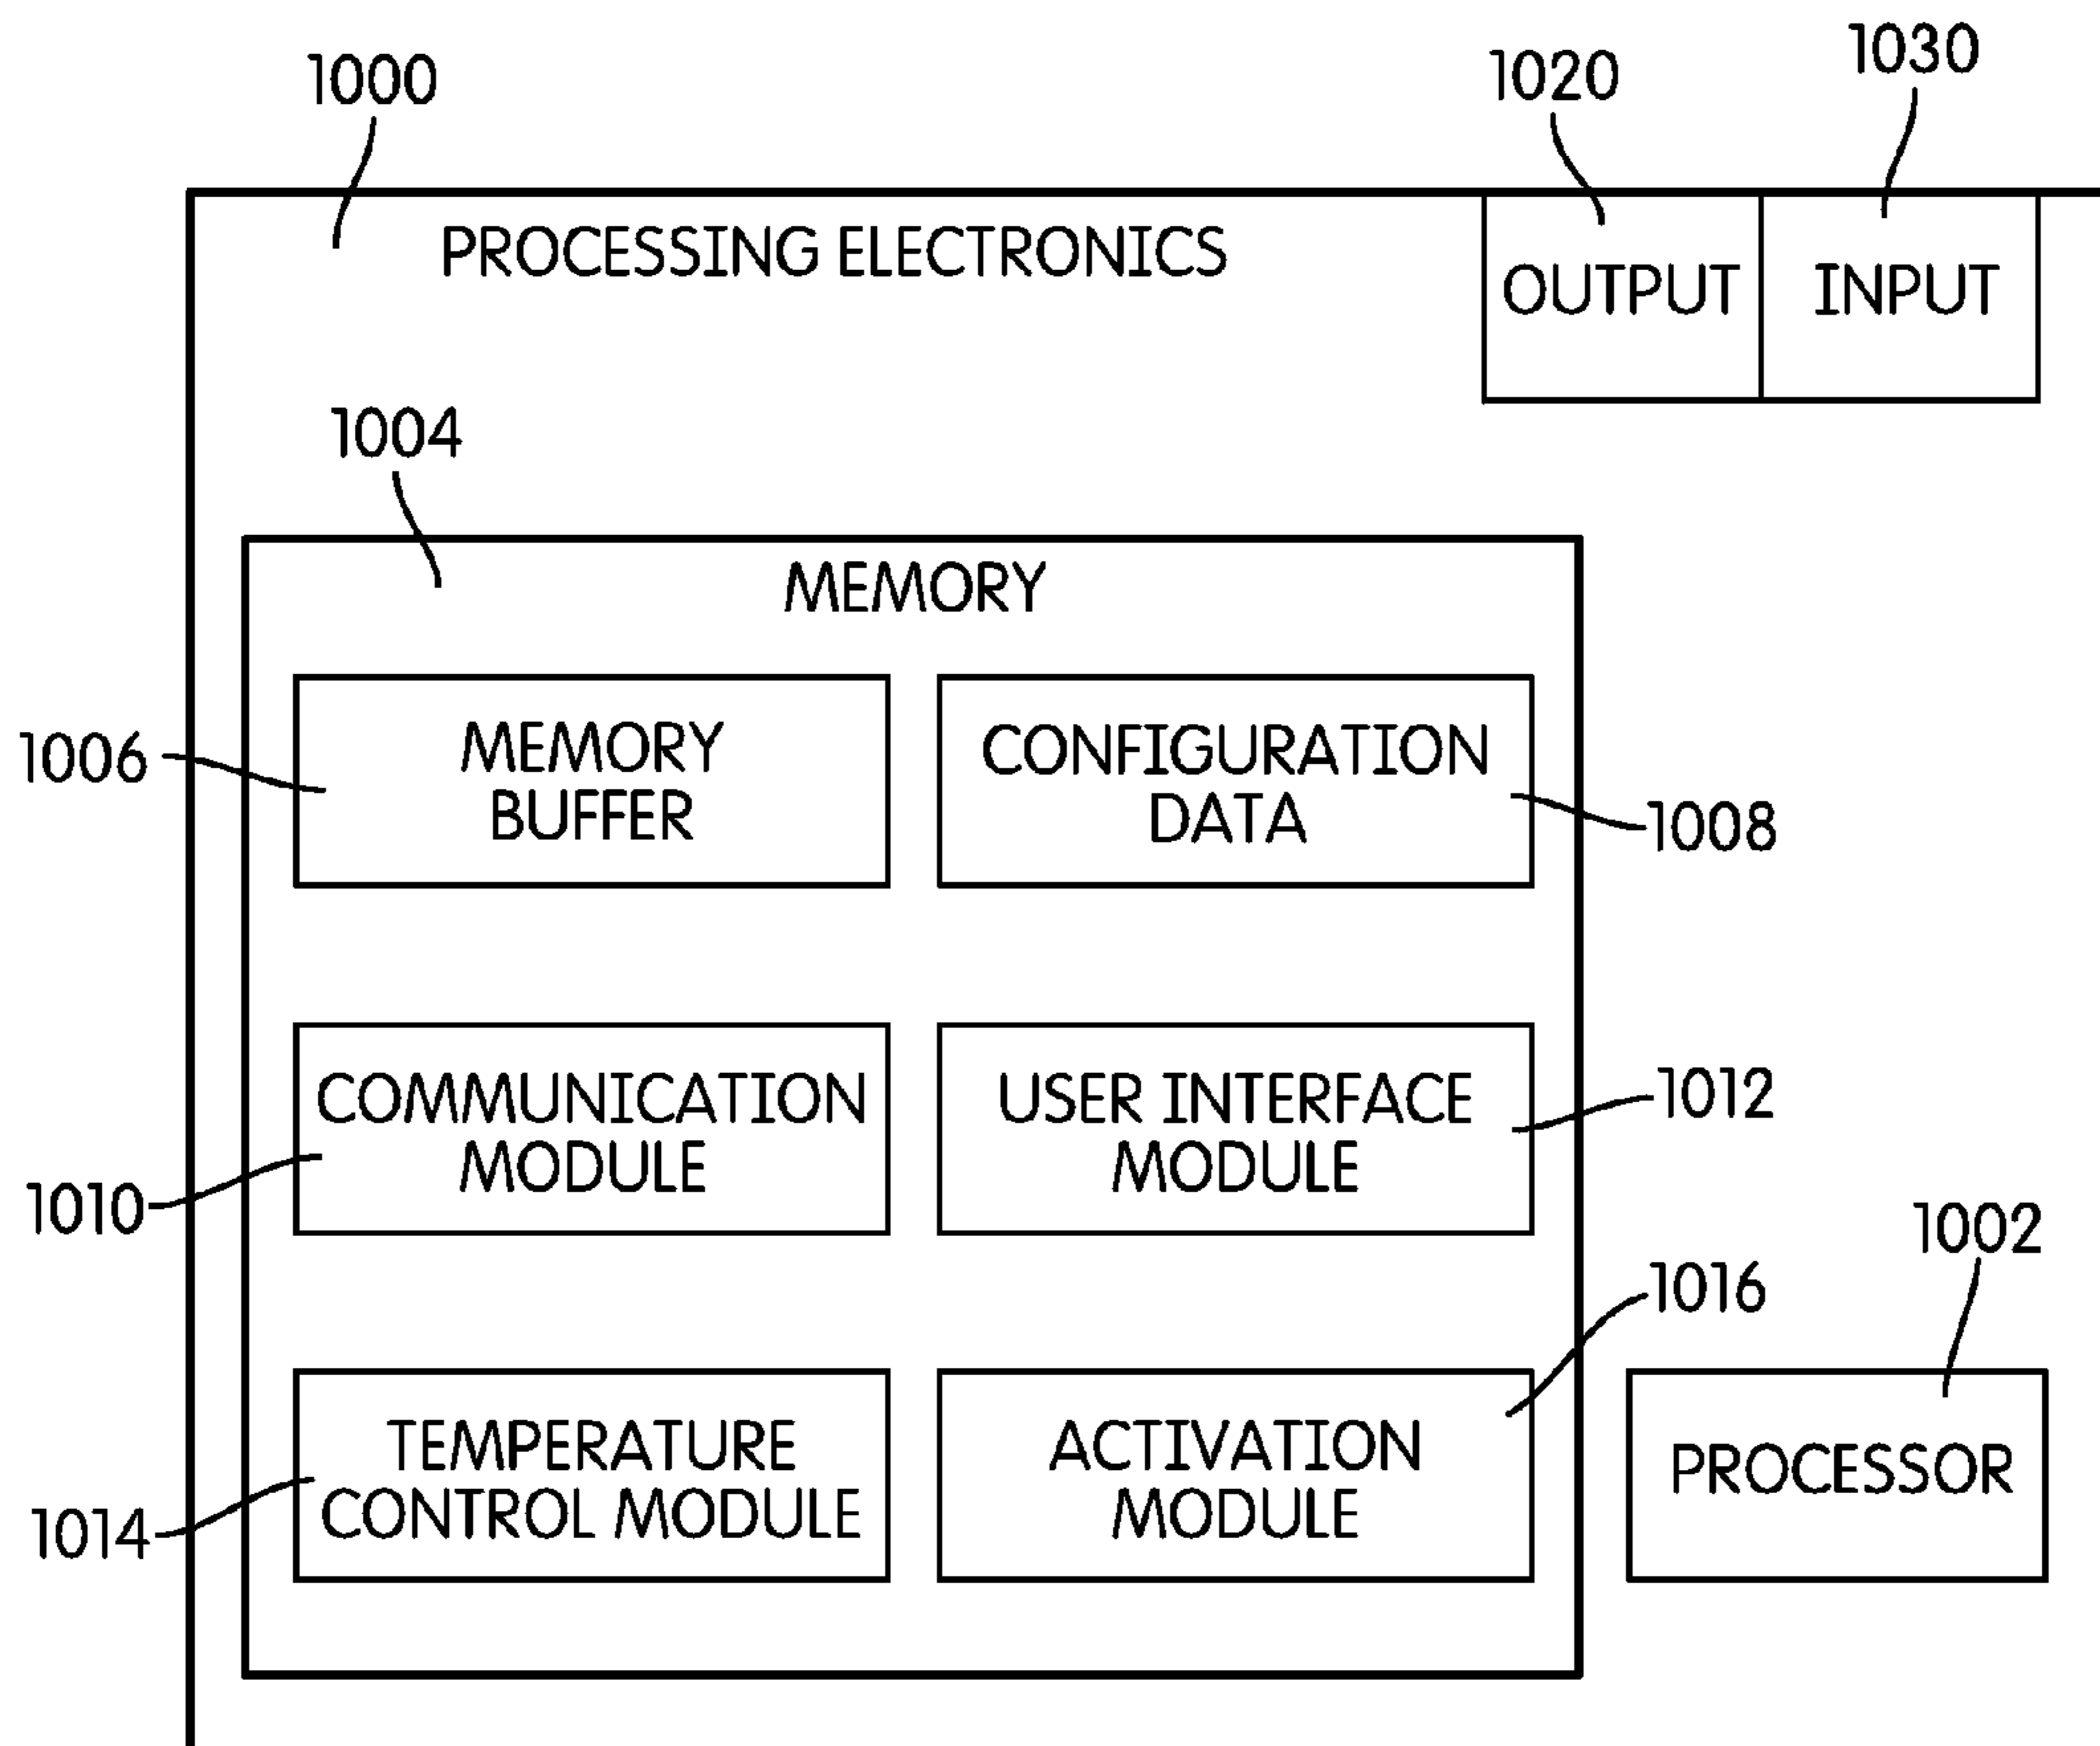 1000
1020
1030
PROCESSING ELECTRONICS
OUTPUT
INPUT
1004
MEMORY
1006
MEMORY
BUFFER
CONFIGURATION
DATA
1008
COMMUNICATION
MODULE
1010
USER INTERFACE
MODULE
1012
1002
1016
TEMPERATURE
CONTROL MODULE
1014
ACTIVATION
MODULE
PROCESSOR